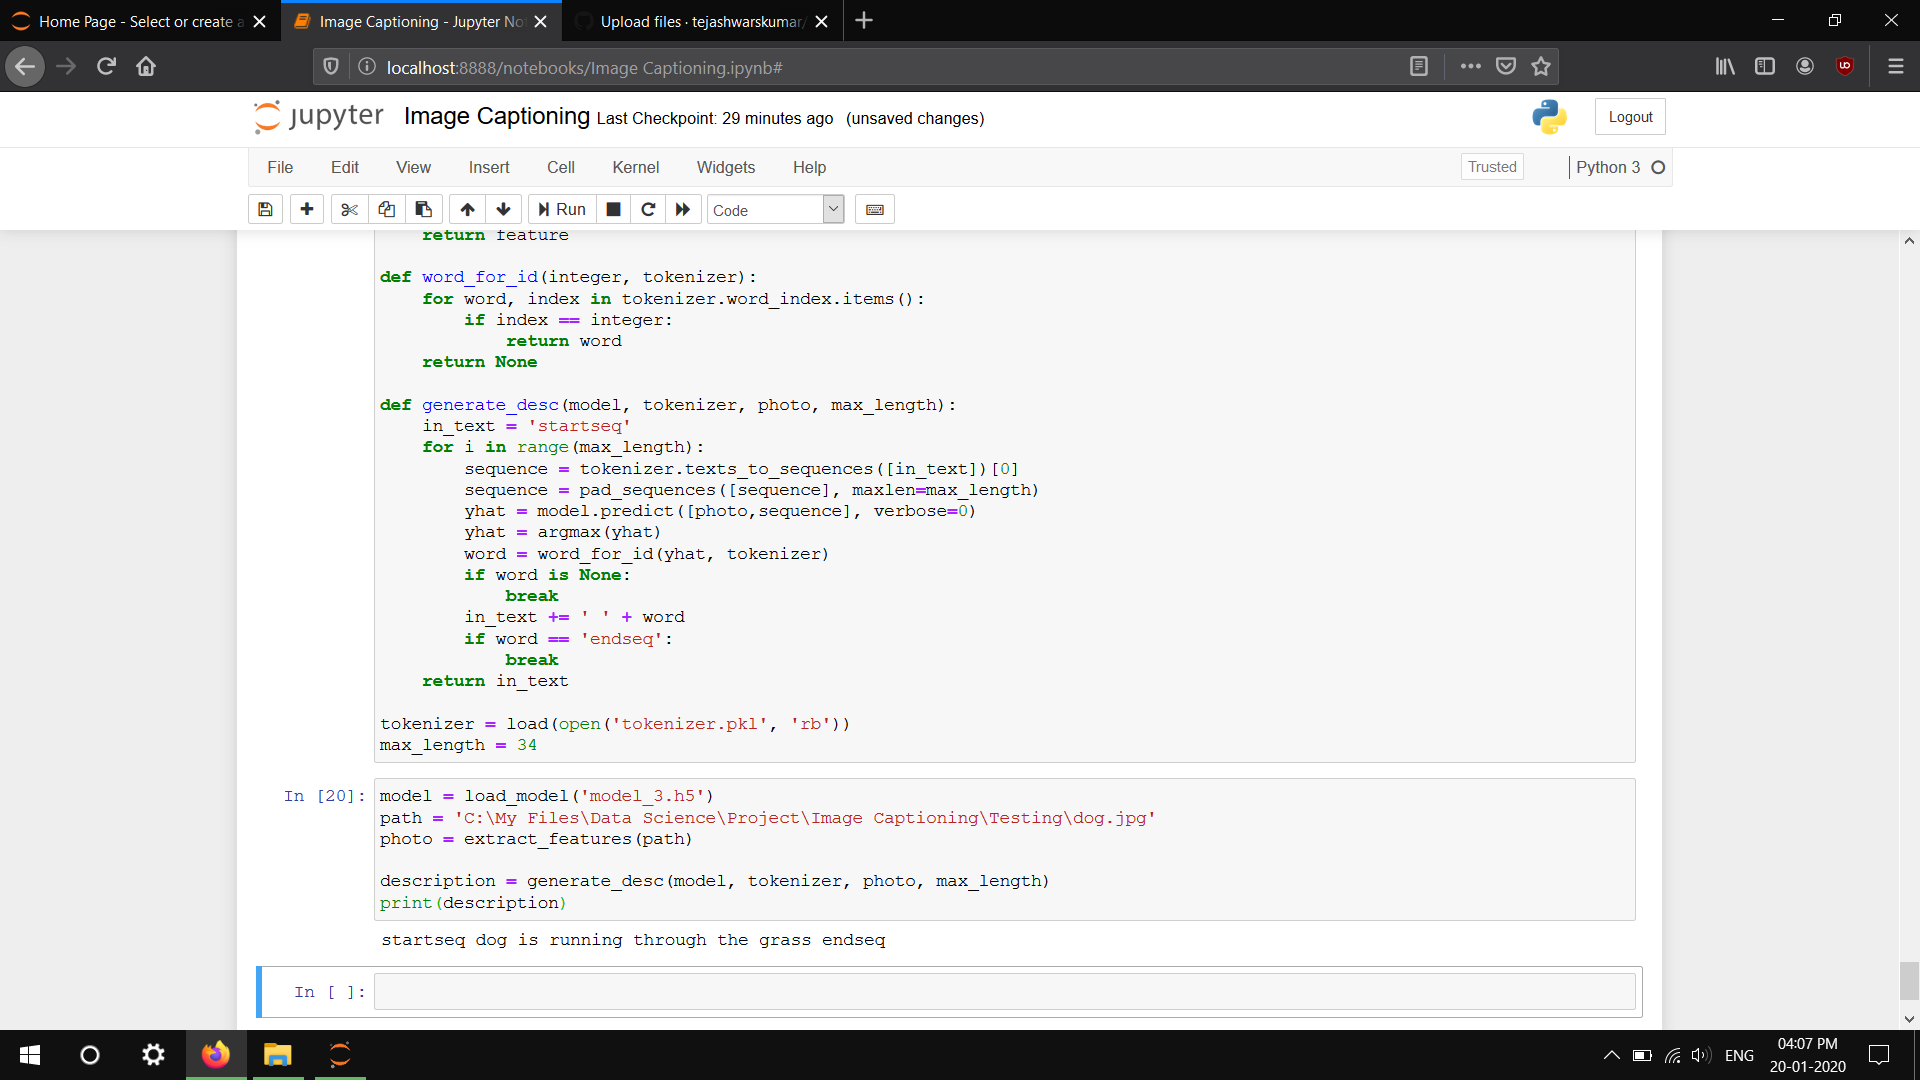 Home Page - Select or create a
Image Captioning - Jupyter No
Upload files · tejashwarskumar/
localhost:8888/notebooks/Image Captioning.ipynb#
jupyter Image Captioning Last Checkpoint: 29 minutes ago (unsaved changes)
Logout
File Edit View Insert Cell Kernel Widgets Help
Trusted
Python 3
Run
Code
return feature
def word_for_id(integer, tokenizer):
    for word, index in tokenizer.word_index.items():
        if index == integer:
            return word
    return None
def generate_desc(model, tokenizer, photo, max_length):
    in_text = 'startseq'
    for i in range(max_length):
        sequence = tokenizer.texts_to_sequences([in_text])[0]
        sequence = pad_sequences([sequence], maxlen=max_length)
        yhat = model.predict([photo,sequence], verbose=0)
        yhat = argmax(yhat)
        word = word_for_id(yhat, tokenizer)
        if word is None:
            break
        in_text += ' ' + word
        if word == 'endseq':
            break
    return in_text
tokenizer = load(open('tokenizer.pkl', 'rb'))
max_length = 34
In [20]: model = load_model('model_3.h5')
path = 'C:\My Files\Data Science\Project\Image Captioning\Testing\dog.jpg'
photo = extract_features(path)
description = generate_desc(model, tokenizer, photo, max_length)
print(description)
startseq dog is running through the grass endseq
In [ ]:
ENG
04:07 PM
20-01-2020